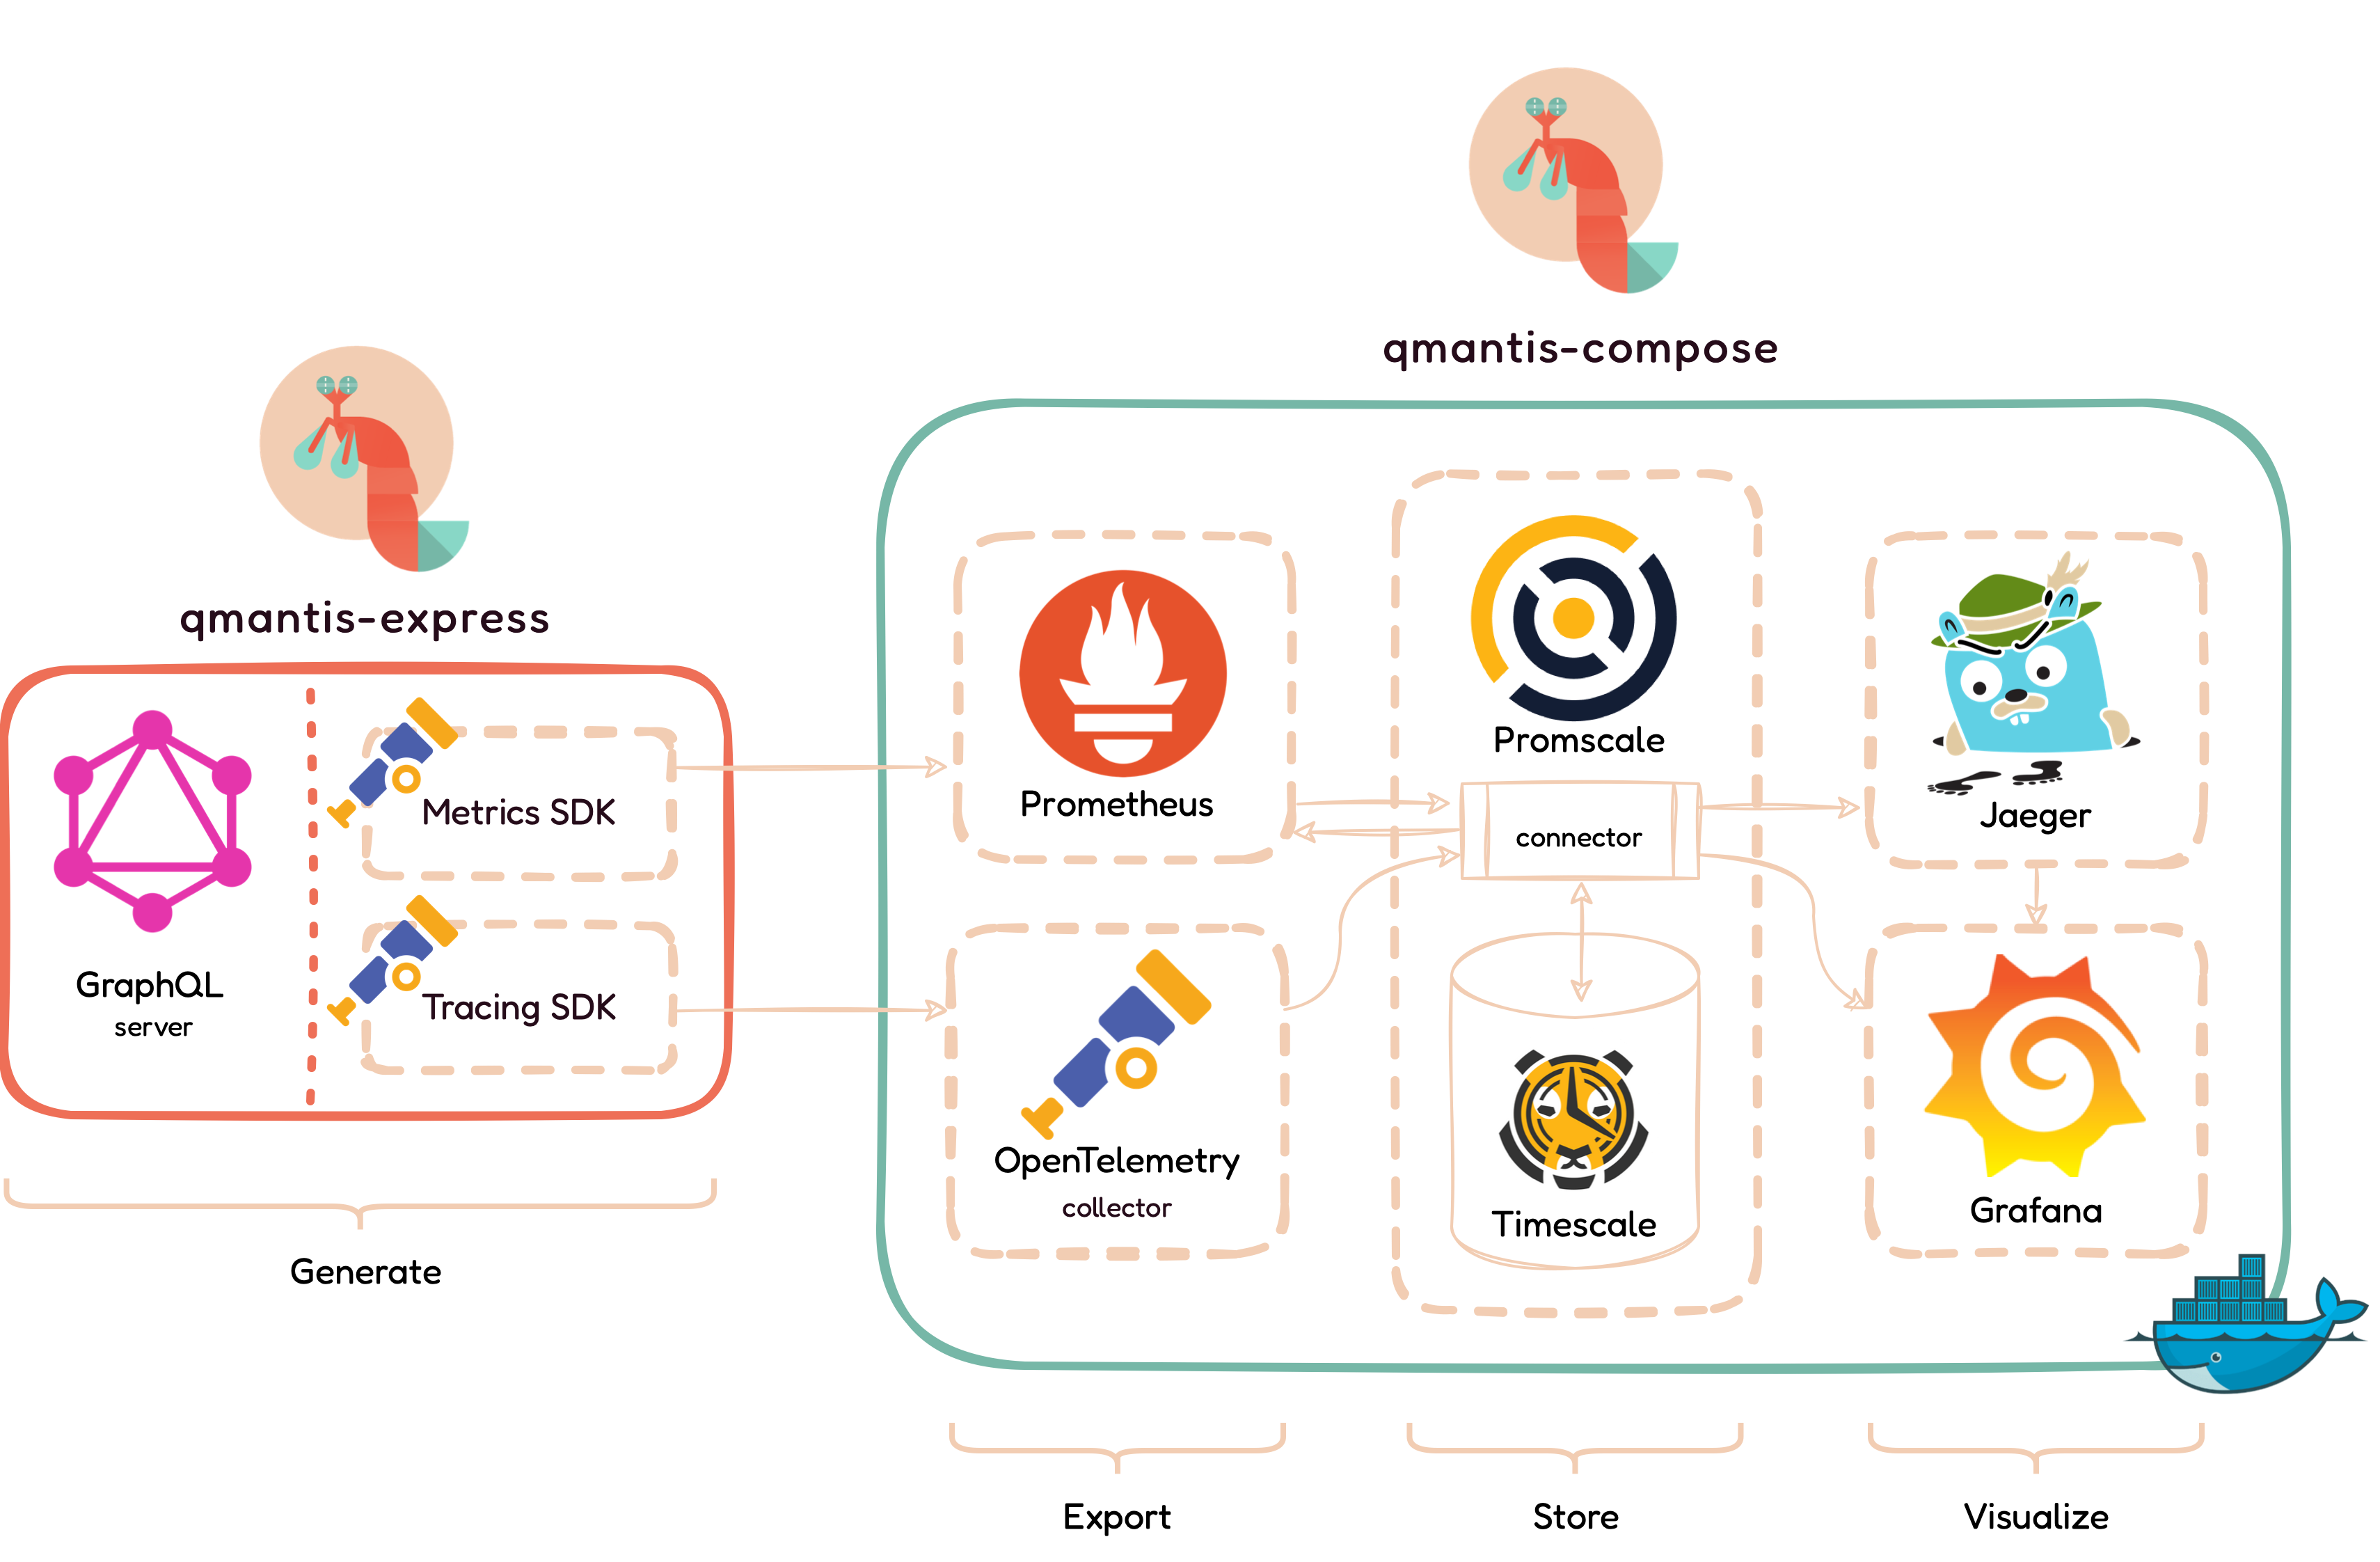 qmantis-compose
qmantis-express
GraphQL
server
Metrics SDK
Tracing SDK
Generate
Prometheus
OpenTelemetry
collector
Promscale
connector
Timescale
Jaeger
Grafana
Export
Store
Visualize